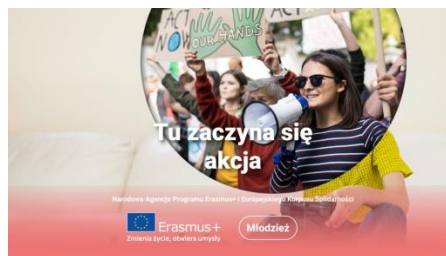 ACT
NOW
OUR HANDS
ACT
Tu zaczyna się
akcja
Narodowa Agencja Programu Erasmus+ i Europejskiego Korpusu Solidarności
Erasmus+
Zmienia życie, otwiera umysły
Młodzież